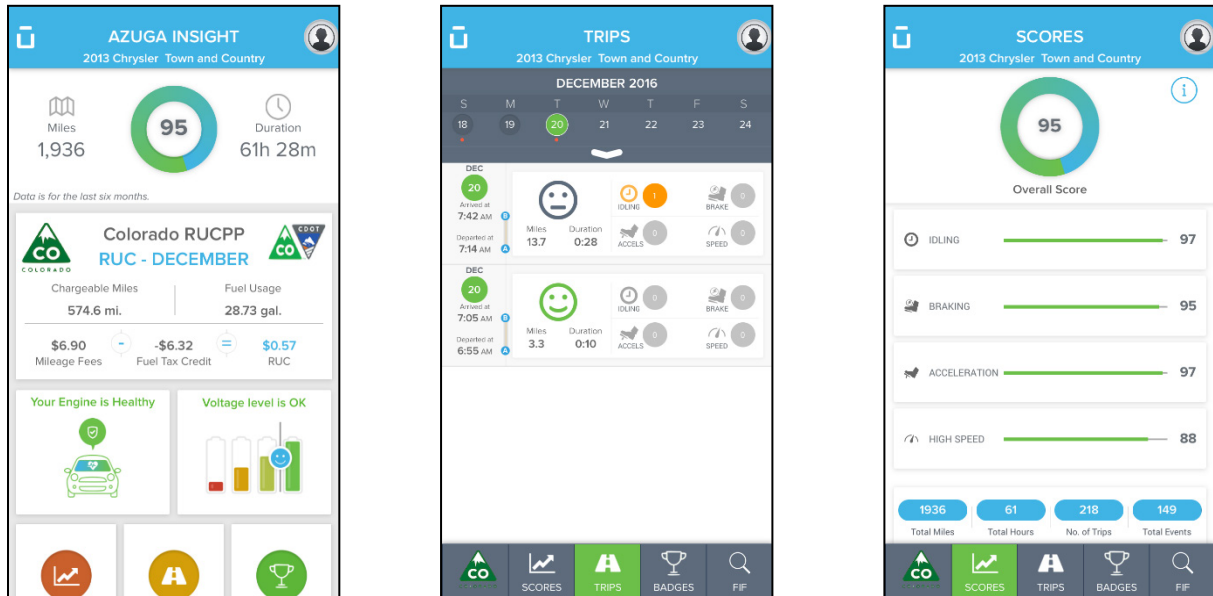 AZUGA INSIGHT
2013 Chrysler Town and Country
Miles
1,936
95
Duration
61h 28m
Data is for the last six months.
CO
COLORADO
Colorado RUCPP
RUC - DECEMBER
CDOT
CO
Chargeable Miles
574.6 mi.
Fuel Usage
28.73 gal.
$6.90 - -$6.32 = $0.57
Mileage Fees Fuel Tax Credit RUC
Your Engine is Healthy
Voltage level is OK
TRIPS
2013 Chrysler Town and Country
DECEMBER 2016
S M T W T F S
18 19 20 21 22 23 24
DEC
20
Arrived at
7:42 AM B
Departed at
7:14 AM A
Miles
13.7
Duration
0:28
IDLING 1
BRAKE 0
ACCELS 0
SPEED 0
DEC
20
Arrived at
7:05 AM B
Departed at
6:55 AM A
Miles
3.3
Duration
0:10
IDLING 0
BRAKE 0
ACCELS 0
SPEED 0
CO
SCORES
TRIPS
BADGES
FIF
SCORES
2013 Chrysler Town and Country
i
95
Overall Score
IDLING 97
BRAKING 95
ACCELERATION 97
HIGH SPEED 88
1936 61 218 149
Total Miles Total Hours No. of Trips Total Events
CO
SCORES
TRIPS
BADGES
FIF